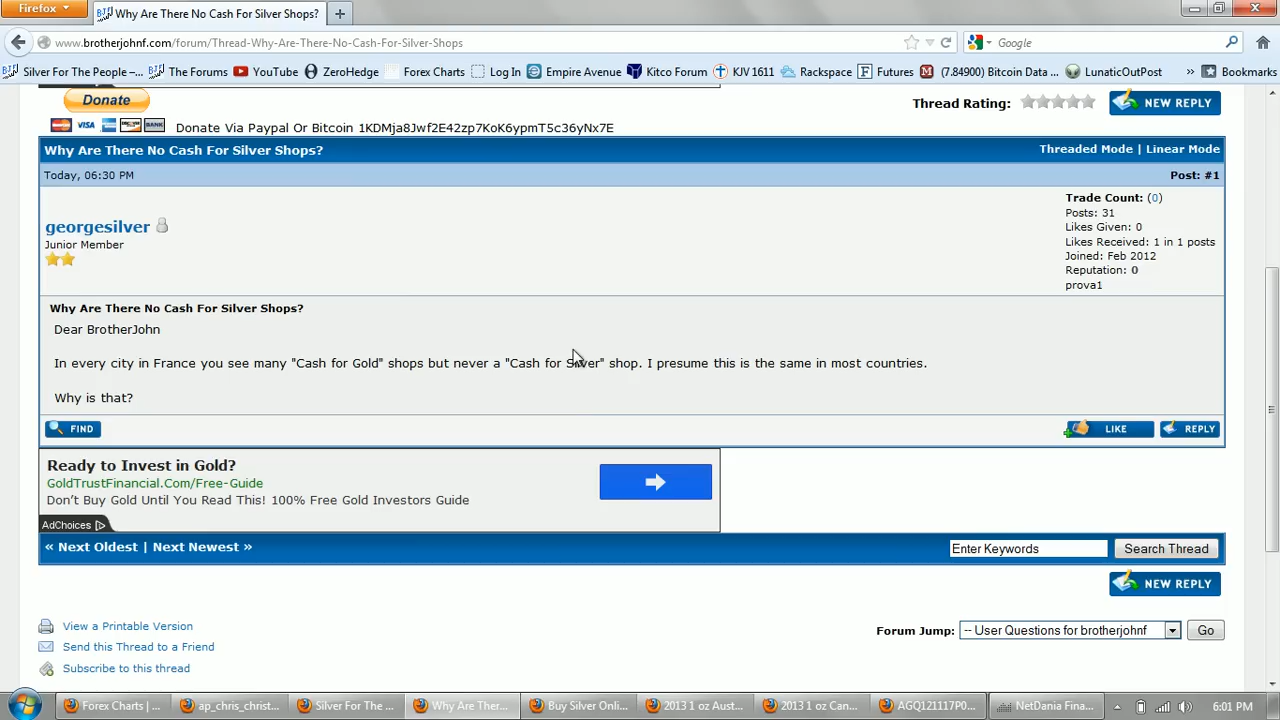 Firefox
Why Are There No Cash For Silver Shops?
www.brotherjohnf.com/forum/Thread-Why-Are-There-No-Cash-For-Silver-Shops
Google
Silver For The People –...
The Forums
YouTube
ZeroHedge
Forex Charts
Log In
Empire Avenue
Kitco Forum
KJV 1611
Rackspace
Futures
(7.84900) Bitcoin Data ...
LunaticOutPost
»
Bookmarks
Donate
Thread Rating:
NEW REPLY
VISA
BANK
Donate Via Paypal Or Bitcoin 1KDMja8Jwf2E42zp7KoK6ypmT5c36yNx7E
Why Are There No Cash For Silver Shops?
Threaded Mode | Linear Mode
Today, 06:30 PM
Post: #1
georgesilver
Junior Member
Trade Count: (0)
Posts: 31
Likes Given: 0
Likes Received: 1 in 1 posts
Joined: Feb 2012
Reputation: 0
prova1
Why Are There No Cash For Silver Shops?
Dear BrotherJohn
In every city in France you see many "Cash for Gold" shops but never a "Cash for Silver" shop. I presume this is the same in most countries.
Why is that?
FIND
LIKE
REPLY
Ready to Invest in Gold?
GoldTrustFinancial.Com/Free-Guide
Don't Buy Gold Until You Read This! 100% Free Gold Investors Guide
AdChoices
« Next Oldest | Next Newest »
Enter Keywords
Search Thread
NEW REPLY
View a Printable Version
Send this Thread to a Friend
Subscribe to this thread
Forum Jump:
-- User Questions for brotherjohnf
Go
Forex Charts | ...
ap_chris_christ...
Silver For The ...
Why Are Ther...
Buy Silver Onli...
2013 1 oz Aust...
2013 1 oz Can...
AGQ121117P0...
NetDania Fina...
6:01 PM